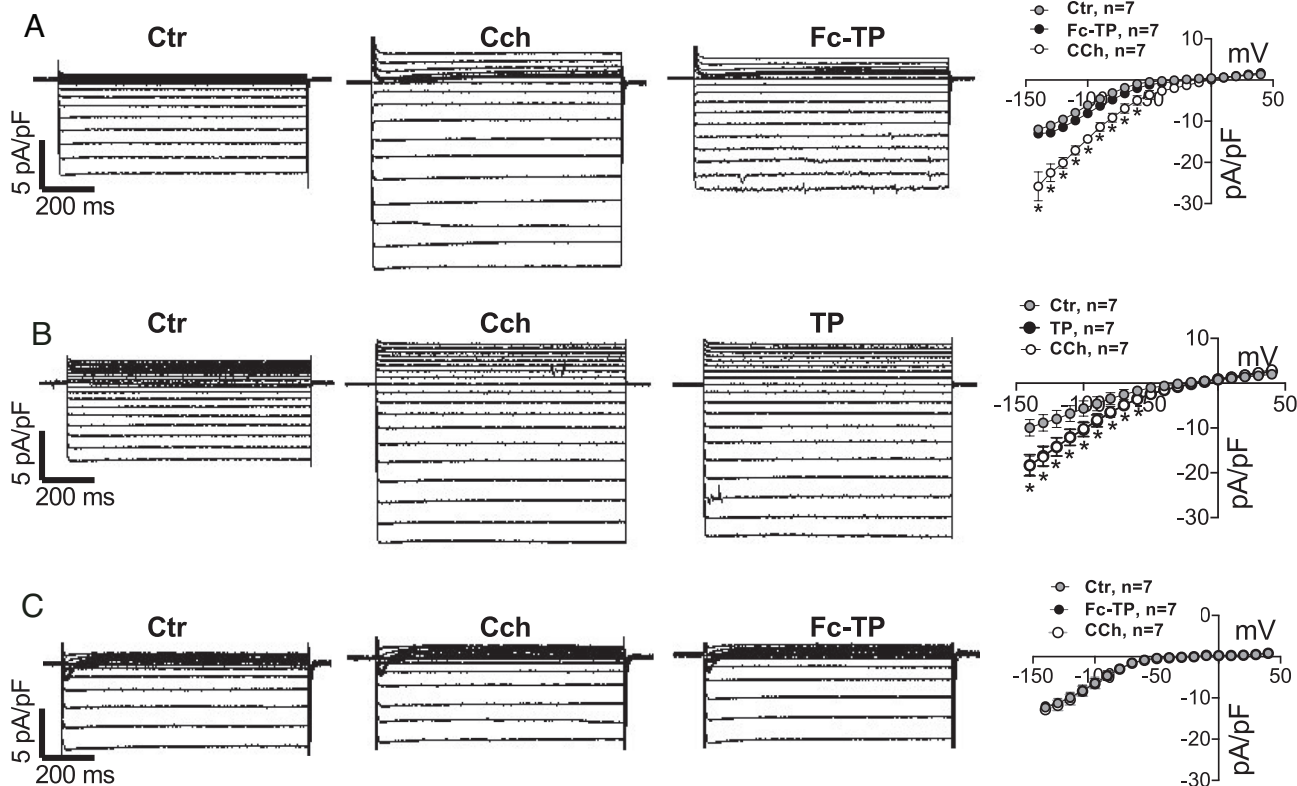 A
Ctr
Cch
Fc-TP
5 pA/pF
200 ms
Ctr, n=7
Fc-TP, n=7
CCh, n=7
10
mV
-150
-100
-50
50
-10
-20
-30
pA/pF
*
*
*
*
*
*
*
*
*
B
Ctr
Cch
TP
5 pA/pF
200 ms
Ctr, n=7
TP, n=7
CCh, n=7
10
mV
-150
-100
-50
50
-10
-20
-30
pA/pF
*
*
*
*
*
*
*
*
*
C
Ctr
Cch
Fc-TP
5 pA/pF
200 ms
Ctr, n=7
Fc-TP, n=7
CCh, n=7
0
mV
-150
-100
-50
50
-10
-20
-30
pA/pF